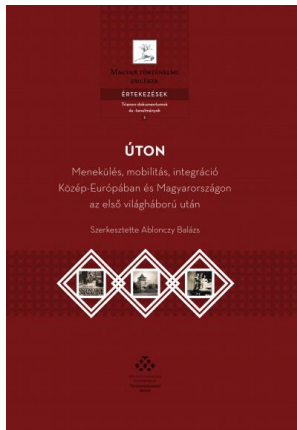 MAGYAR TÖRTÉNELMI
EMLÉKEK
ÉRTEKEZÉSEK
Trianon-dokumentumok
és -tanulmányok
ÚTON
Menekülés, mobilitás, integráció
Közép-Európában és Magyarországon
az első világháború után
Szerkesztette Ablonczy Balázs